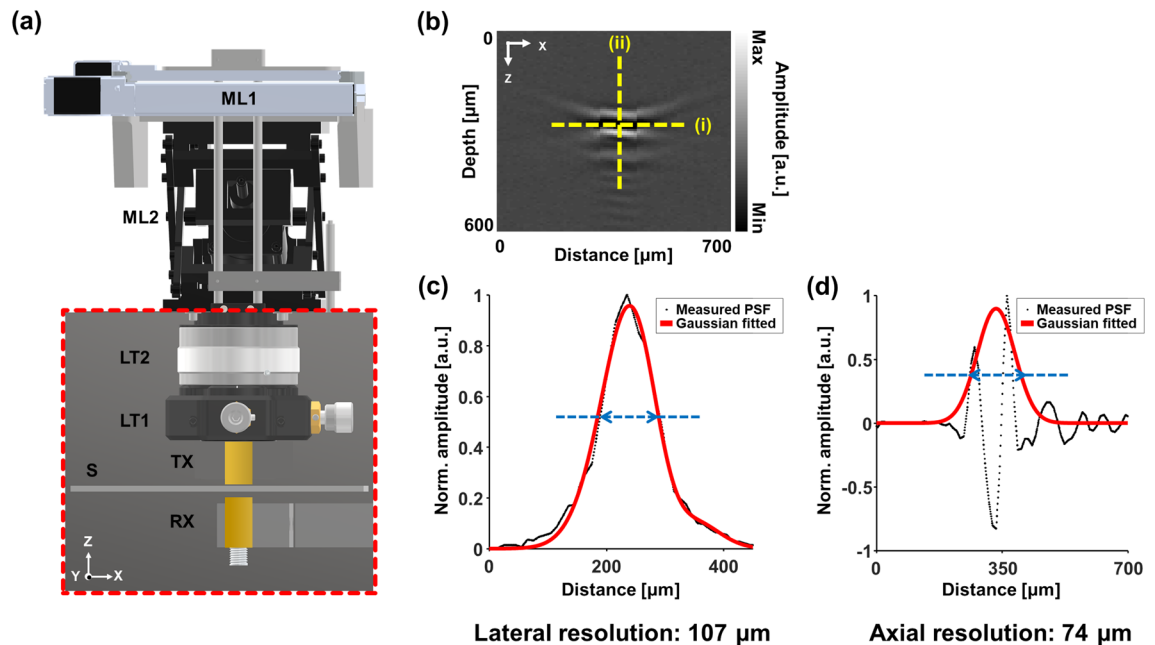 (a)
ML1
ML2
LT2
LT1
TX
S
RX
Z
Y
X
(b)
0
X
Z
(ii)
(i)
Depth [µm]
600
0
700
Distance [µm]
Max
Amplitude [a.u.]
Min
(c)
Norm. amplitude [a.u.]
1
0.8
0.6
0.4
0.2
0
0
200
400
Distance [µm]
Measured PSF
Gaussian fitted
Lateral resolution: 107 µm
(d)
Norm. amplitude [a.u.]
1
0.5
0
-0.5
-1
0
350
700
Distance [µm]
Measured PSF
Gaussian fitted
Axial resolution: 74 µm